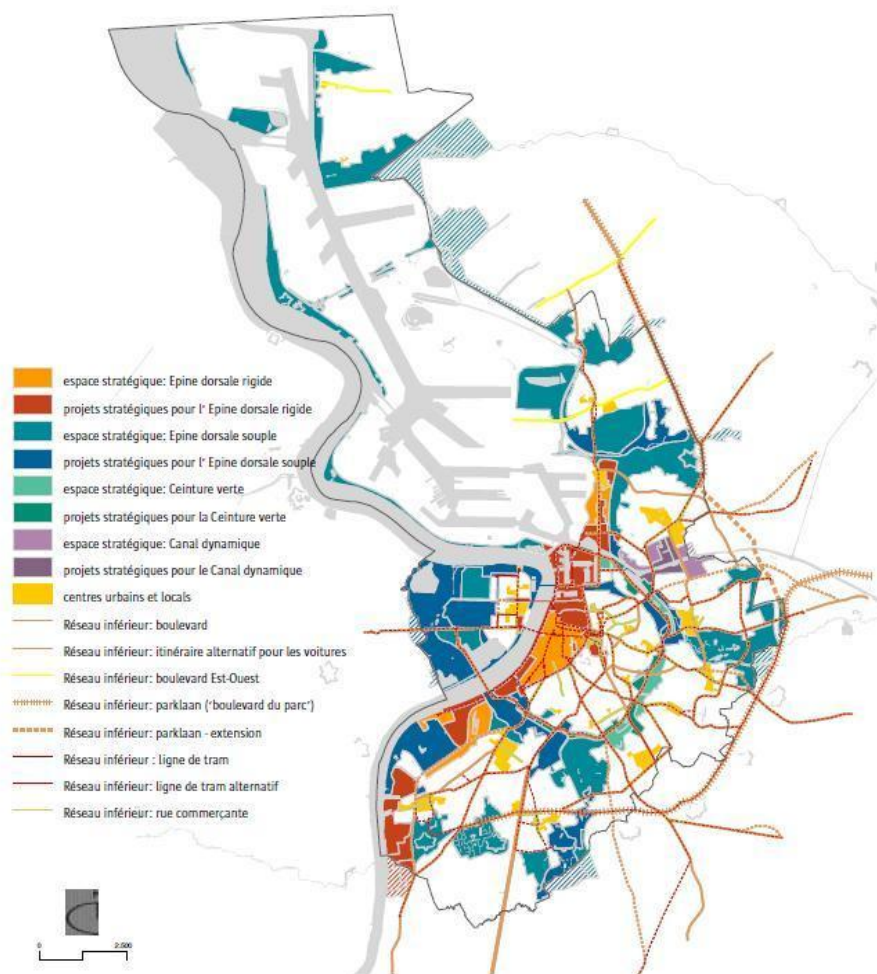 espace stratégique: Epine dorsale rigide
projets stratégiques pour l' Epine dorsale rigide
espace stratégique: Epine dorsale souple
projets stratégiques pour l' Epine dorsale souple
espace stratégique: Ceinture verte
projets stratégiques pour la Ceinture verte
espace stratégique: Canal dynamique
projets stratégiques pour le Canal dynamique
centres urbains et locals
Réseau inférieur: boulevard
Réseau inférieur: itinéraire alternatif pour les voitures
Réseau inférieur: boulevard Est-Ouest
Réseau inférieur: parklaan ('boulevard du parc')
Réseau inférieur: parklaan - extension
Réseau inférieur : ligne de tram
Réseau inférieur: ligne de tram alternatif
Réseau inférieur: rue commerçante
0 2.500